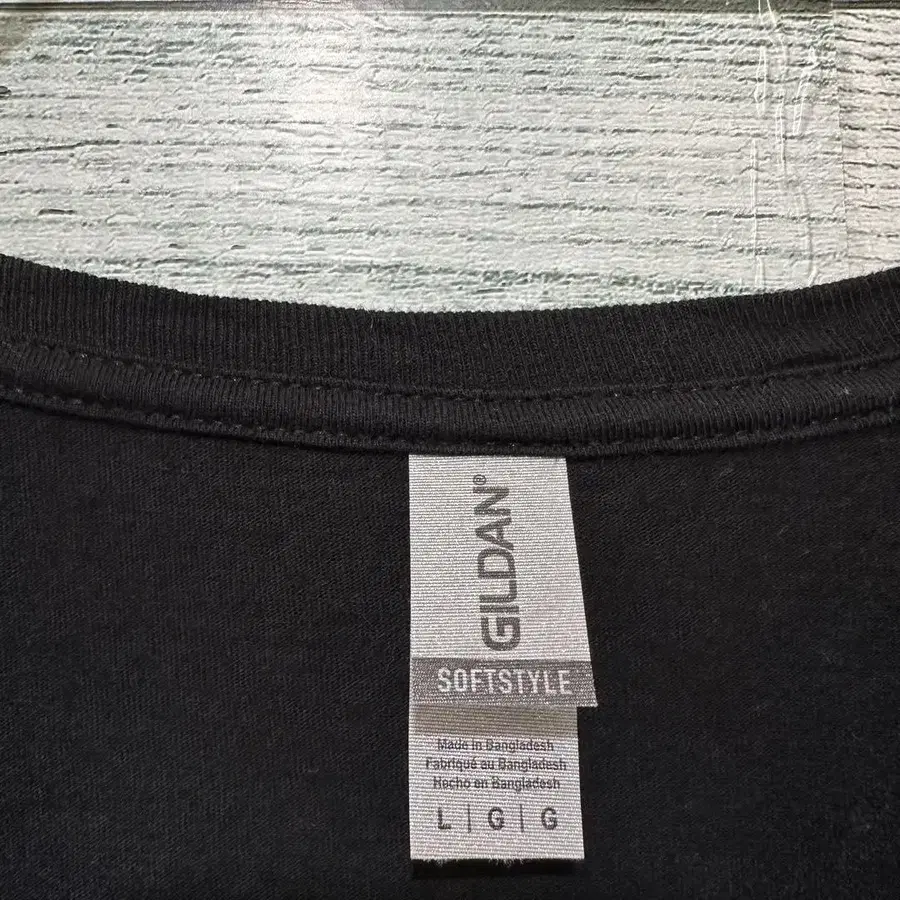 GILDAN®
SOFTSTYLE
Made in Bangladesh
Fabriqué au Bangladesh
Hecho en Bangladesh
L | G | G